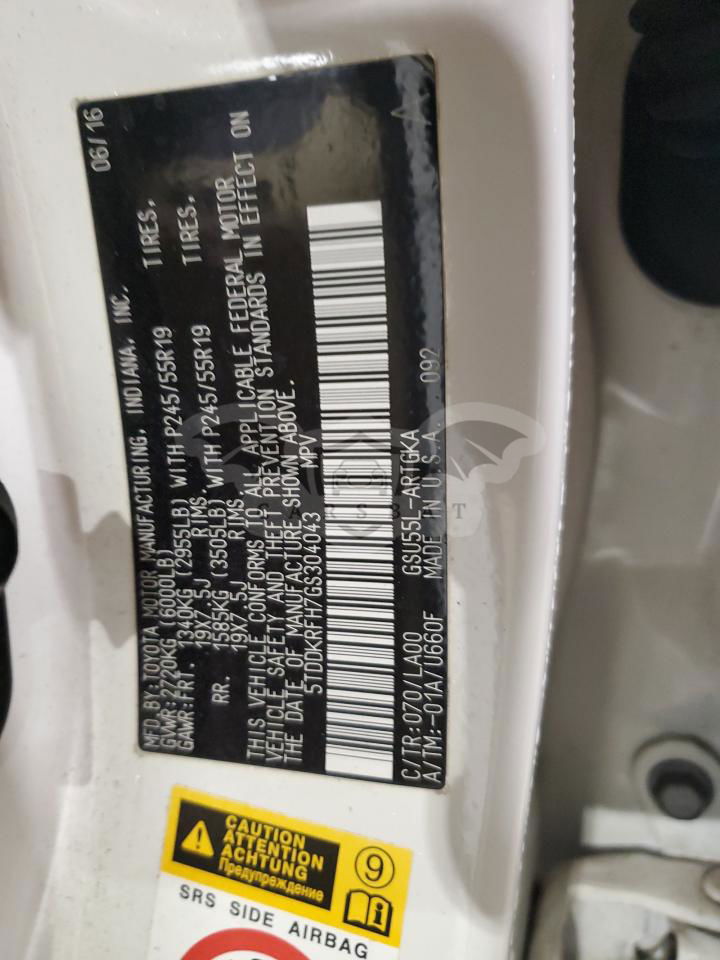 MFD.BY:TOYOTA MOTOR MANUFACTURING, INDIANA, INC. 06/16
GVWR:2720KG (6000LB)
GAWR:FRT. 1340KG (2955LB) WITH P245/55R19 TIRES,
19X7.5J RIMS,
RR. 1585KG (3505LB) WITH P245/55R19 TIRES,
19X7.5J RIMS
THIS VEHICLE CONFORMS TO ALL APPLICABLE FEDERAL MOTOR
VEHICLE SAFETY AND THEFT PREVENTION STANDARDS IN EFFECT ON
THE DATE OF MANUFACTURE SHOWN ABOVE.
5TDDKRFH7GS304043 MPV
C/TR:070/LA00 GSU55L-ARTGKA
A/TM:-01A/U660F MADE IN U.S.A. 092
A
CARSBAT
CAUTION
ATTENTION
ACHTUNG
Предупреждение
9
SRS SIDE AIRBAG